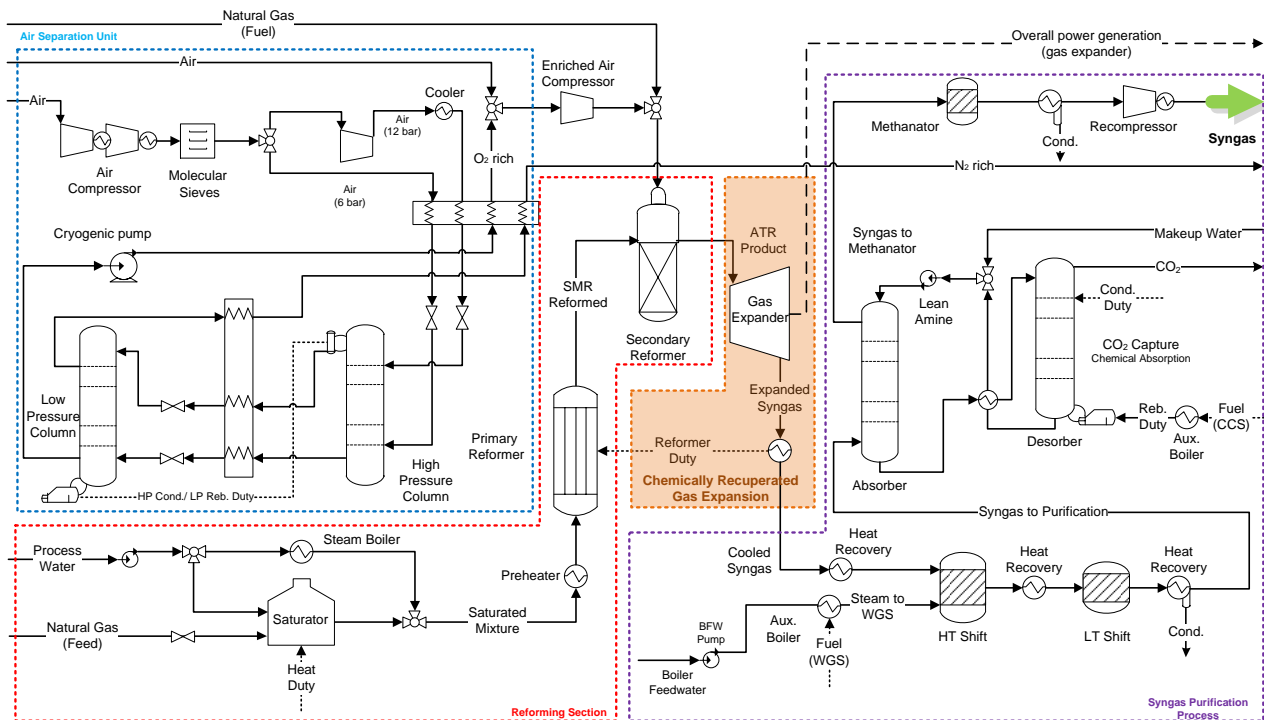 Natural Gas
(Fuel)
Air Separation Unit
Air
Air
Cooler
Air
(12 bar)
Enriched Air
Compressor
O2 rich
Air
Compressor
Molecular
Sieves
Air
(6 bar)
Cryogenic pump
Low
Pressure
Column
High
Pressure
Column
HP Cond./ LP Reb. Duty
Primary
Reformer
SMR
Reformed
Secondary
Reformer
ATR
Product
Gas
Expander
Expanded
Syngas
Reformer
Duty
Chemically Recuperated
Gas Expansion
Overall power generation
(gas expander)
Methanator
Cond.
Recompressor
Syngas
N2 rich
Syngas to
Methanator
Makeup Water
Lean
Amine
CO2
Cond.
Duty
CO2 Capture
Chemical Absorption
Reb.
Duty
Fuel
(CCS)
Aux.
Boiler
Desorber
Absorber
Syngas to Purification
Process
Water
Steam Boiler
Preheater
Saturator
Saturated
Mixture
Natural Gas
(Feed)
Heat
Duty
Reforming Section
Cooled
Syngas
Heat
Recovery
Heat
Recovery
Heat
Recovery
Steam to
WGS
BFW
Pump
Aux.
Boiler
Fuel
(WGS)
Boiler
Feedwater
HT Shift
LT Shift
Cond.
Syngas Purification
Process